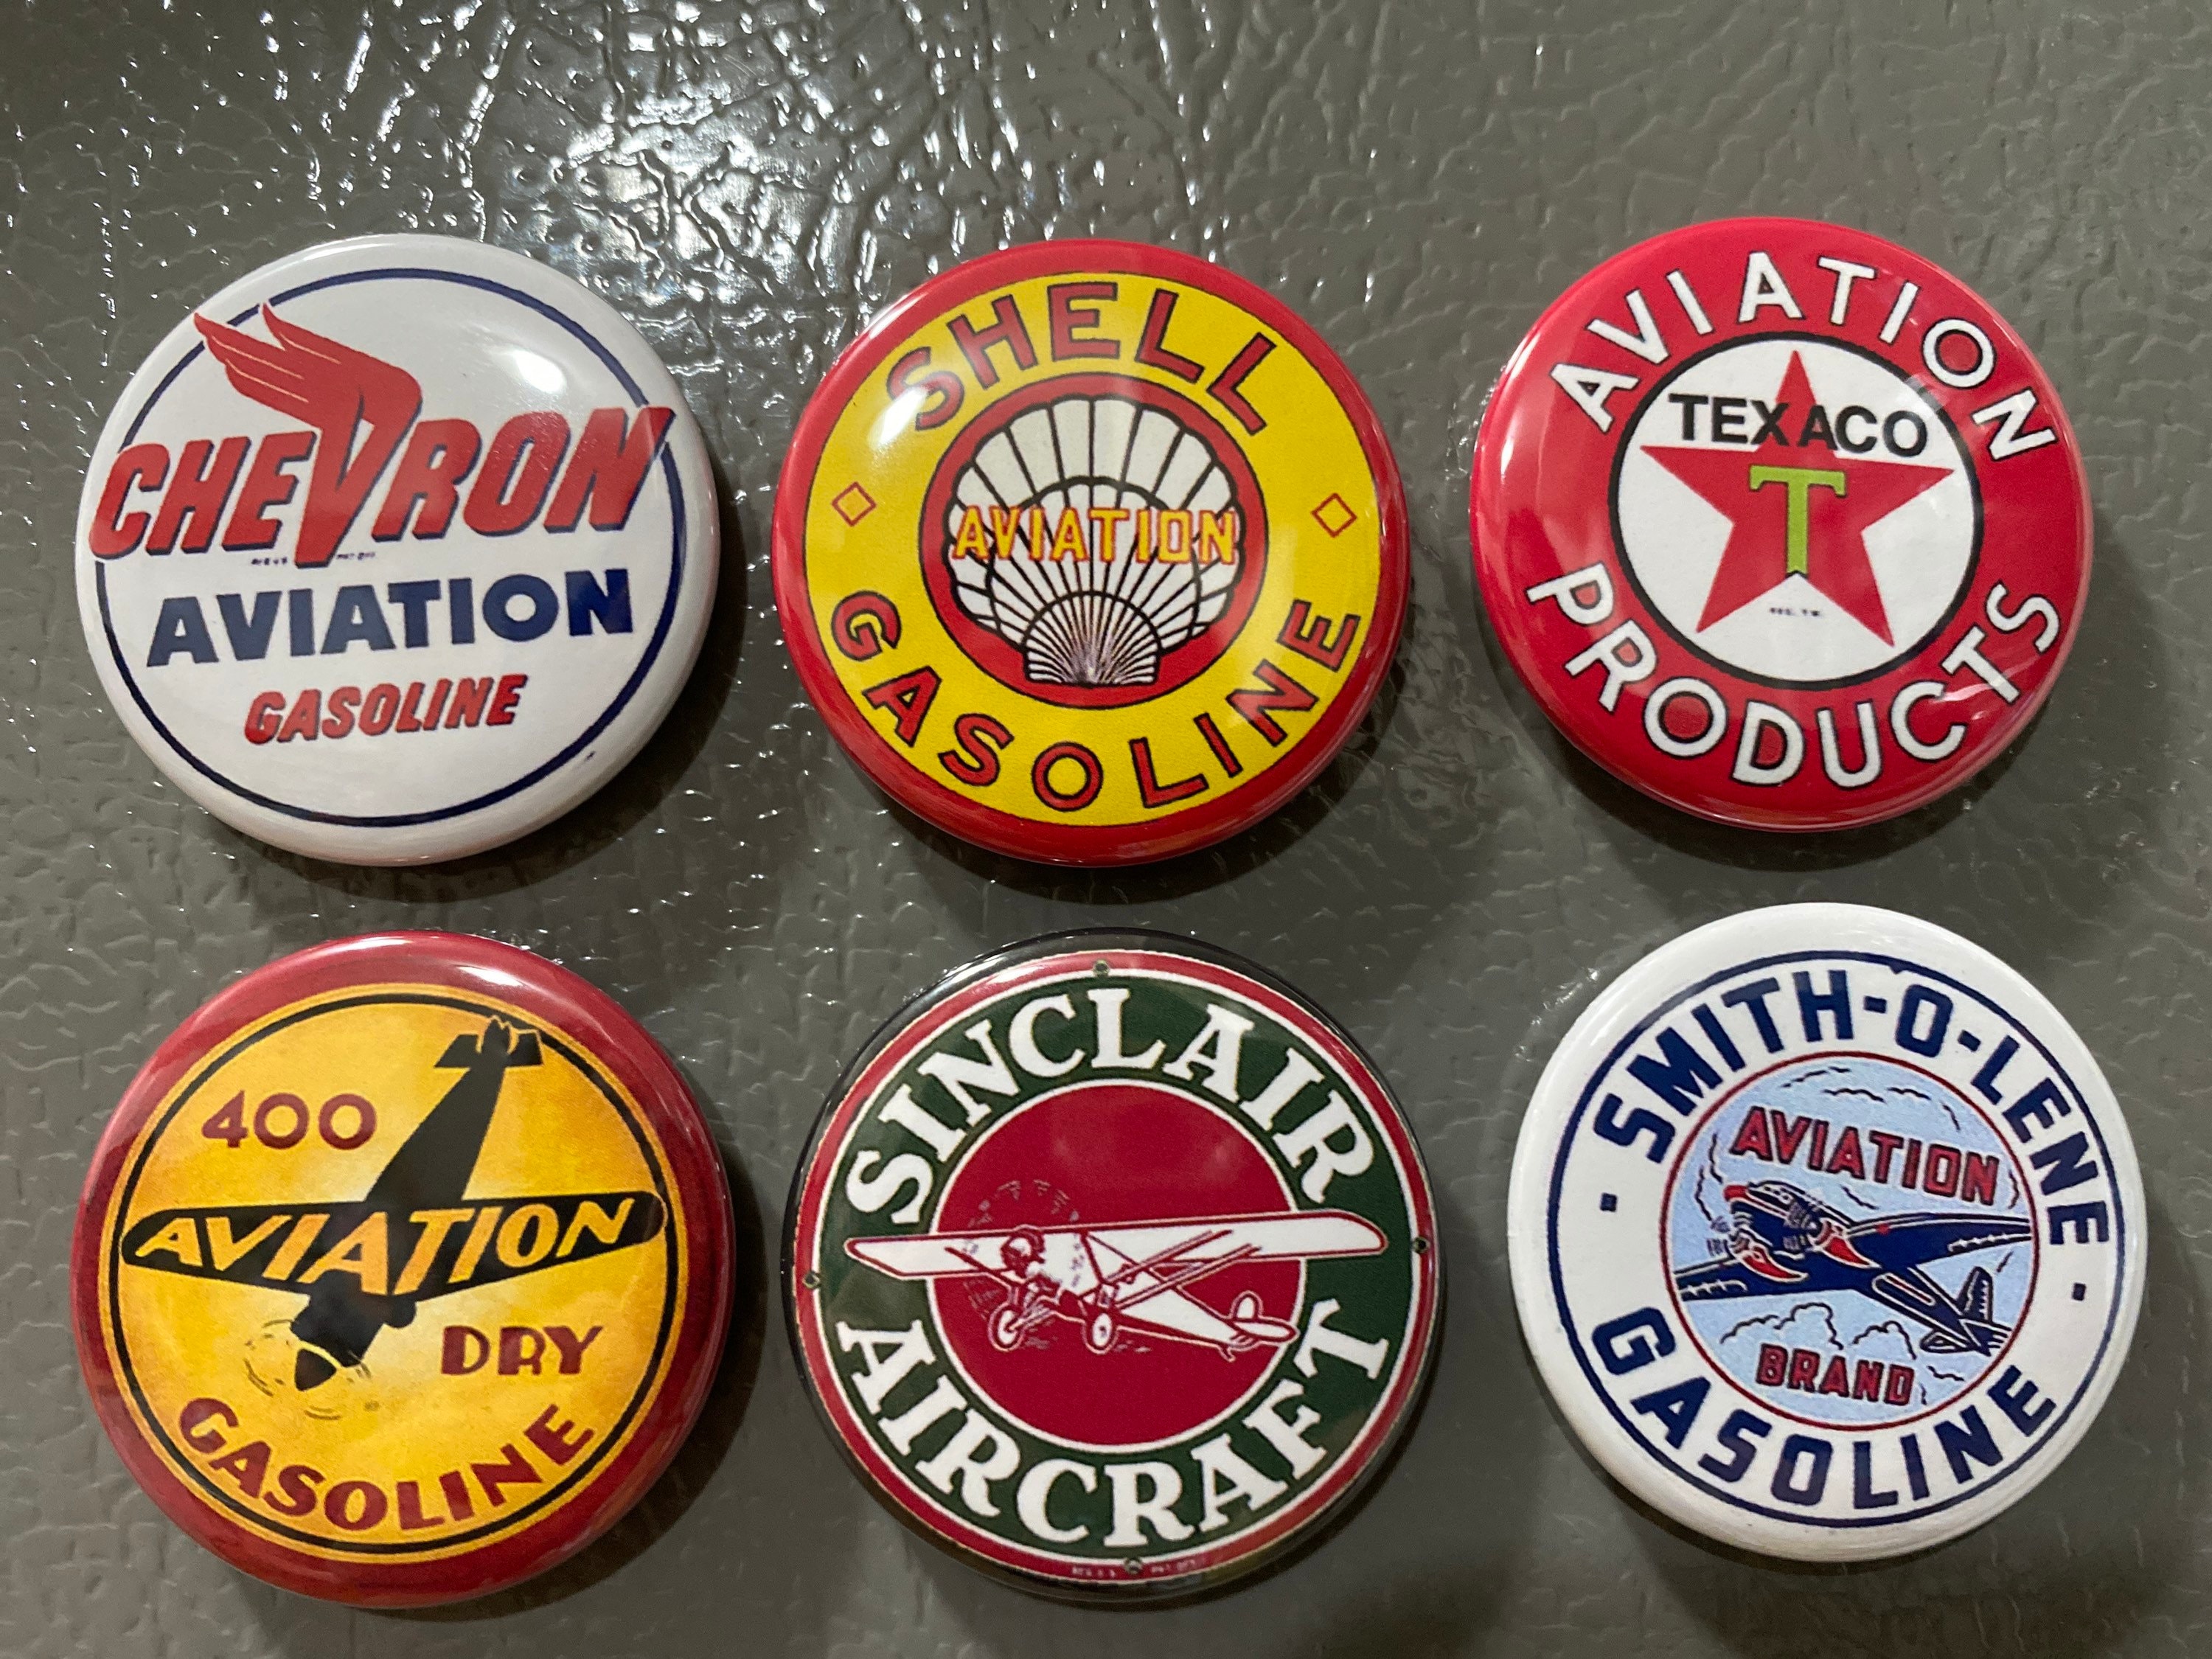 CHEVRON
AVIATION
GASOLINE
SHELL
AVIATION
GASOLINE
AVIATION
TEXACO
T
PRODUCTS
400
AVIATION
DRY
GASOLINE
SINCLAIR
AIRCRAFT
SMITH-O-LENE
AVIATION
BRAND
GASOLINE